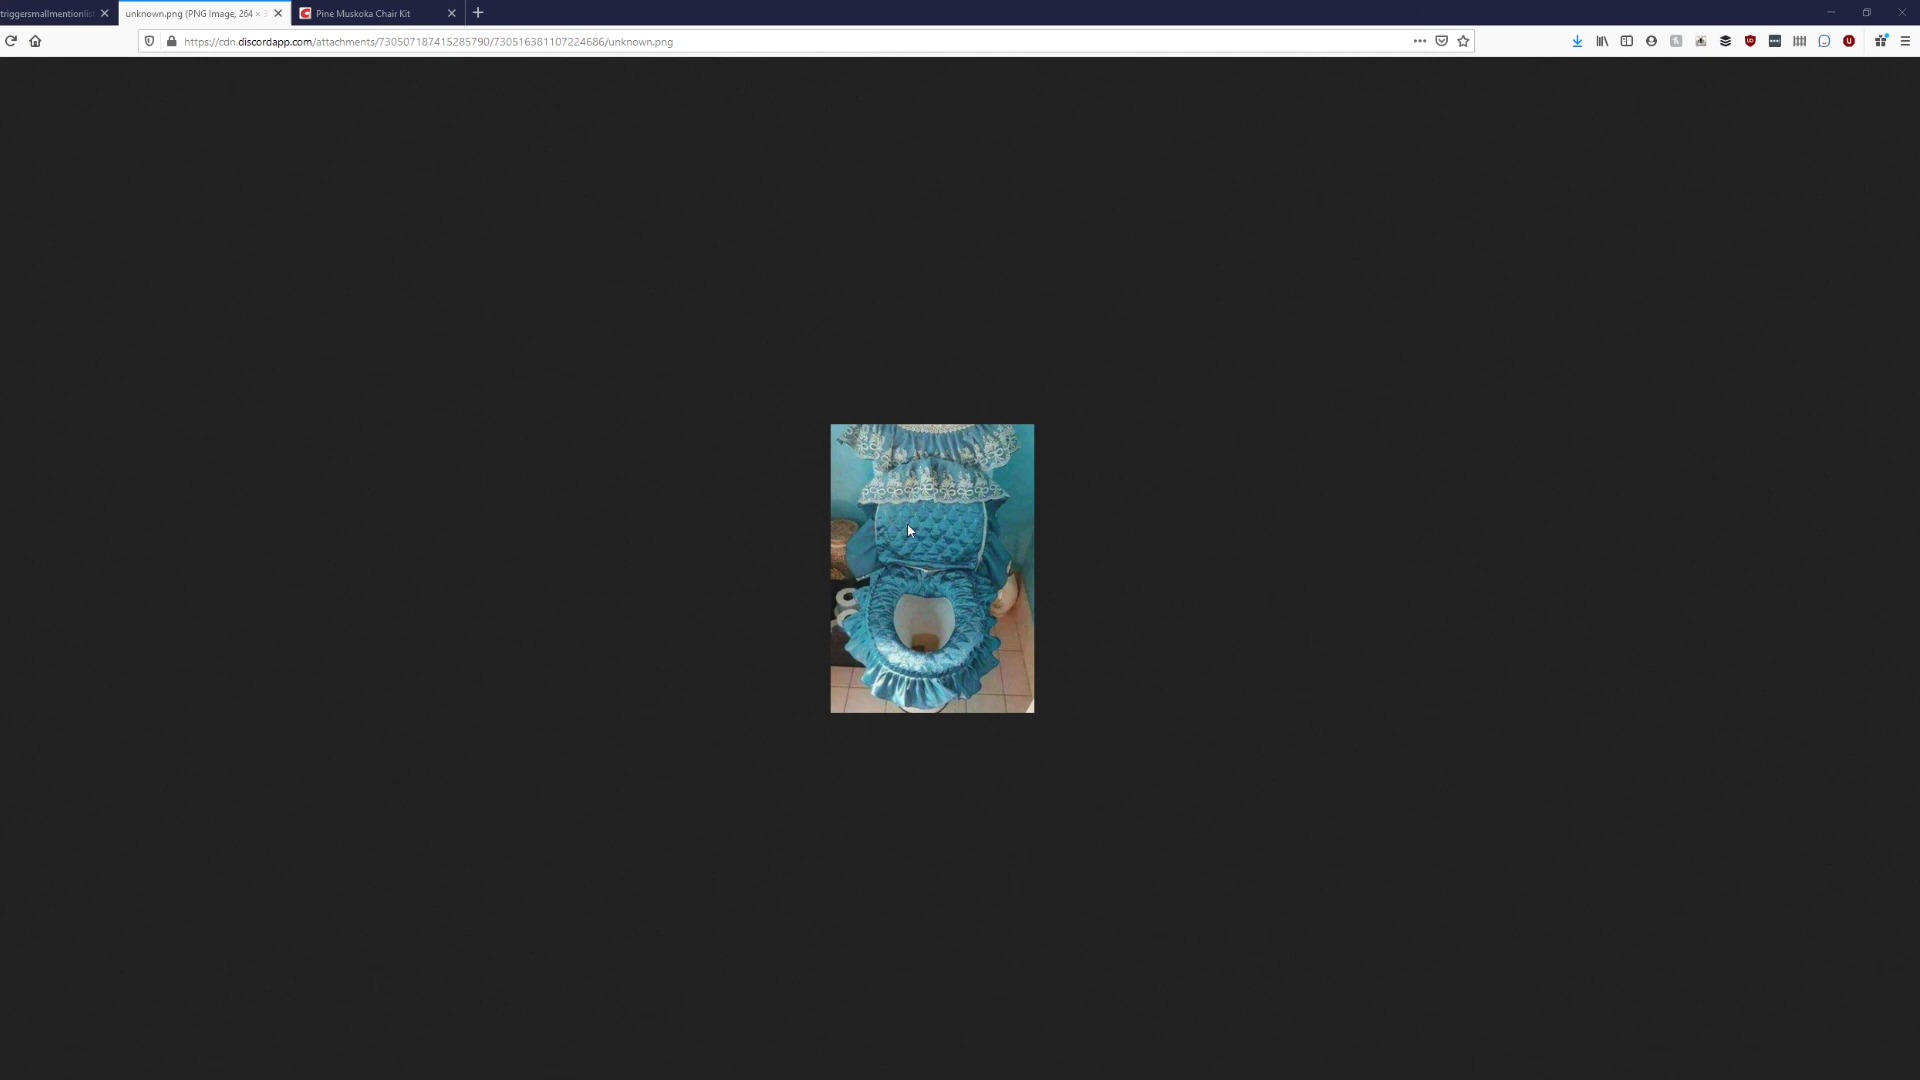 triggersmallmentionlis
unknown.png (PNG Image, 264 ×
Pine Muskoka Chair Kit
https://cdn.discordapp.com/attachments/730507187415285790/730516381107224686/unknown.png